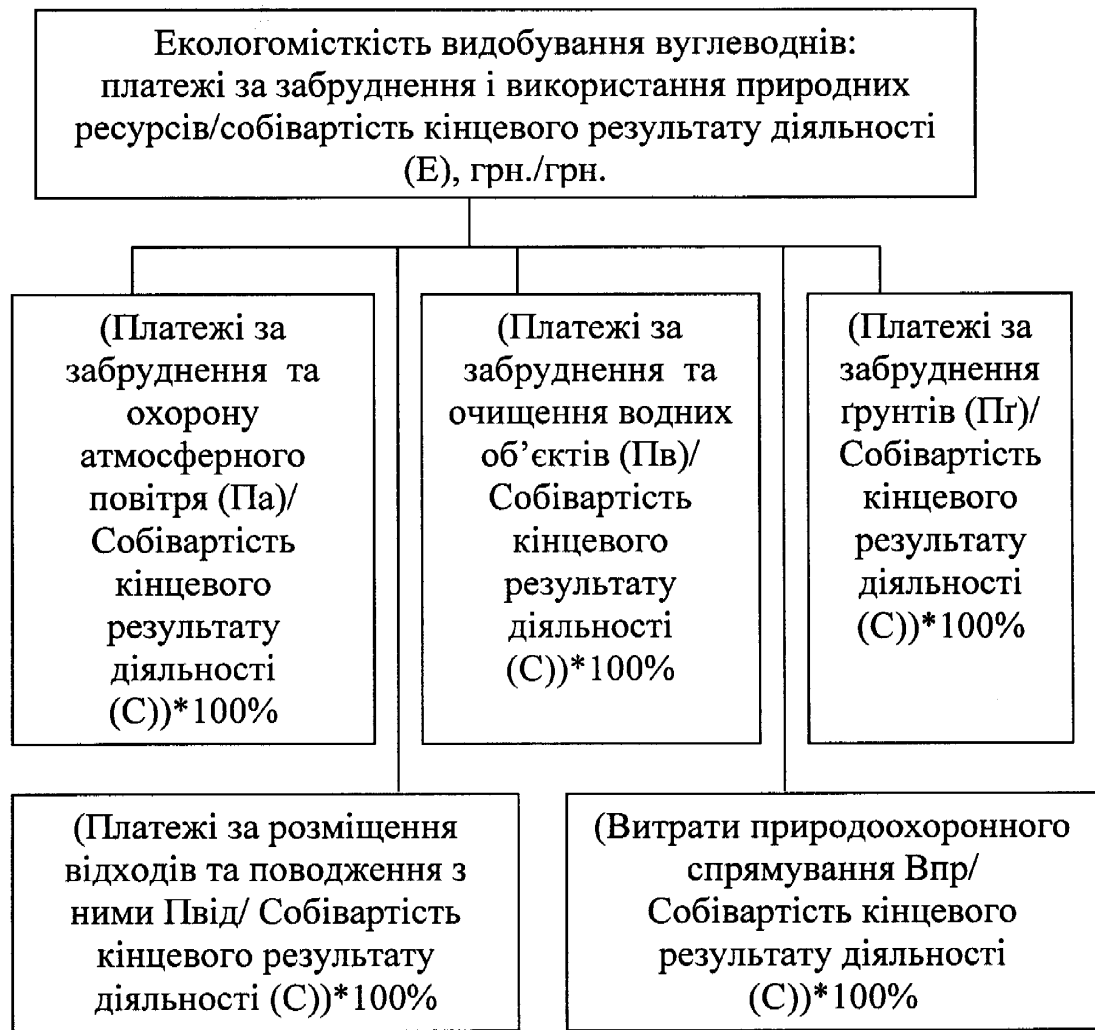 Екологомісткість видобування вуглеводнів:
платежі за забруднення і використання природних
ресурсів/собівартість кінцевого результату діяльності
(Е), грн./грн.
(Платежі за
забруднення та
охорону
атмосферного
повітря (Па)/
Собівартість
кінцевого
результату
діяльності
(С))*100%
(Платежі за
забруднення та
очищення водних
об’єктів (Пв)/
Собівартість
кінцевого
результату
діяльності
(С))*100%
(Платежі за
забруднення
ґрунтів (Пґ)/
Собівартість
кінцевого
результату
діяльності
(С))*100%
(Платежі за розміщення
відходів та поводження з
ними Пвід/ Собівартість
кінцевого результату
діяльності (С))*100%
(Витрати природоохоронного
спрямування Впр/
Собівартість кінцевого
результату діяльності
(С))*100%